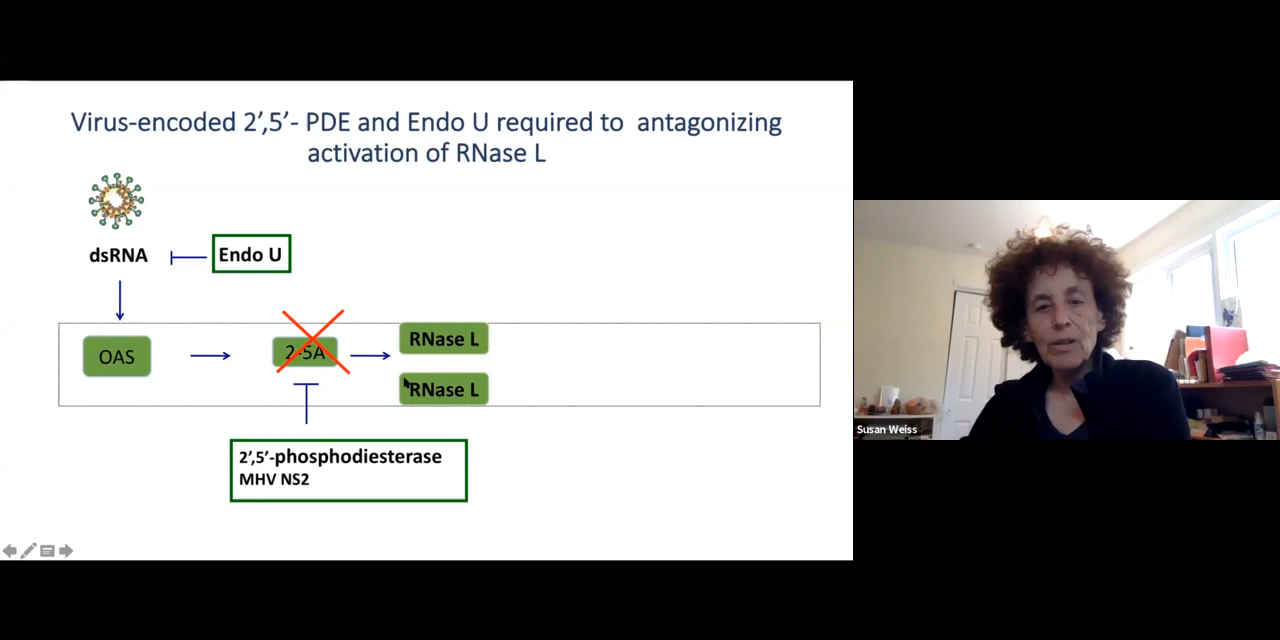 Virus-encoded 2’,5’- PDE and Endo U required to antagonizing
activation of RNase L
dsRNA
Endo U
OAS
2-5A
RNase L
RNase L
2’,5’-phosphodiesterase
MHV NS2
Susan Weiss